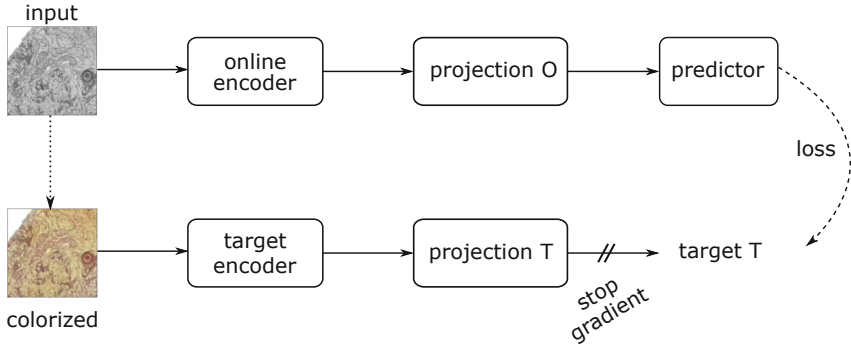 input
online
encoder
projection O
predictor
loss
target
encoder
projection T
target T
stop
gradient
colorized